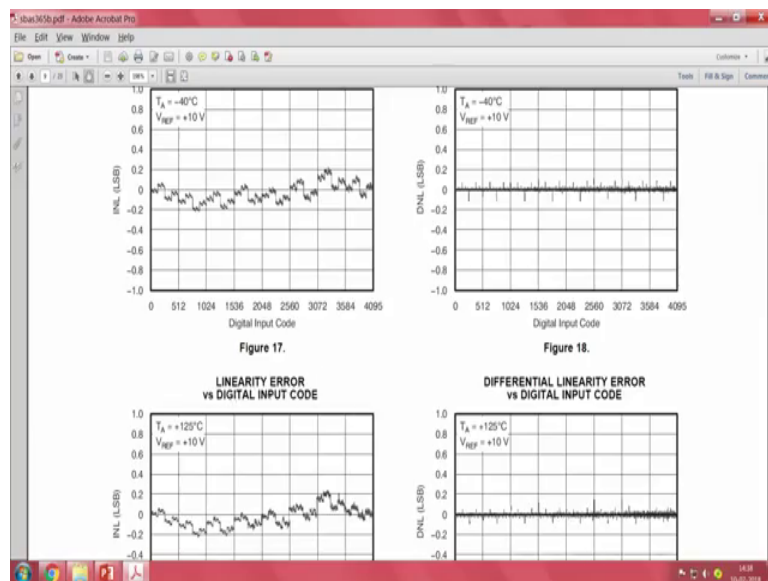 sbas365b.pdf - Adobe Acrobat Pro
File Edit View Window Help
Open Create Customize
Tools Fill & Sign Commen
1.0
0.8
0.6
0.4
0.2
0
-0.2
-0.4
-0.6
-0.8
-1.0
INL (LSB)
TA = –40°C
VREF = +10 V
0 512 1024 1536 2048 2560 3072 3584 4095
Digital Input Code
Figure 17.
1.0
0.8
0.6
0.4
0.2
0
-0.2
-0.4
-0.6
-0.8
-1.0
DNL (LSB)
TA = –40°C
VREF = +10 V
0 512 1024 1536 2048 2560 3072 3584 4095
Digital Input Code
Figure 18.
LINEARITY ERROR
vs DIGITAL INPUT CODE
1.0
0.8
0.6
0.4
0.2
0
-0.2
-0.4
INL (LSB)
TA = +125°C
VREF = +10 V
DIFFERENTIAL LINEARITY ERROR
vs DIGITAL INPUT CODE
1.0
0.8
0.6
0.4
0.2
0
-0.2
-0.4
DNL (LSB)
TA = +125°C
VREF = +10 V
14:38